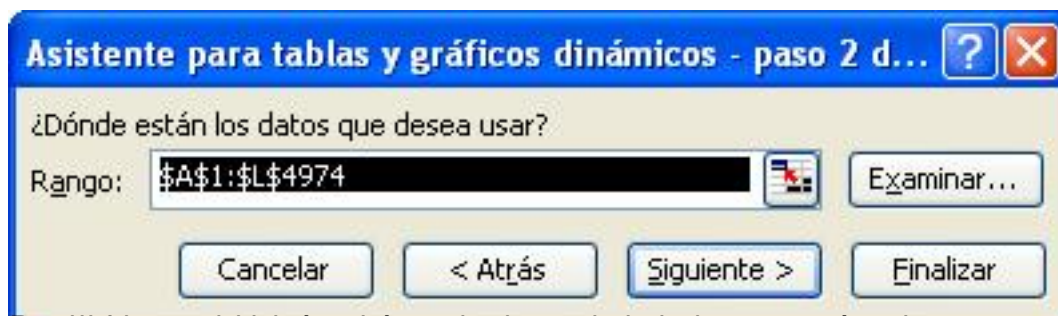 Asistente para tablas y gráficos dinámicos - paso 2 d...
¿Dónde están los datos que desea usar?
Rango: $A$1:$L$4974 Examinar...
Cancelar < Atrás Siguiente > Finalizar